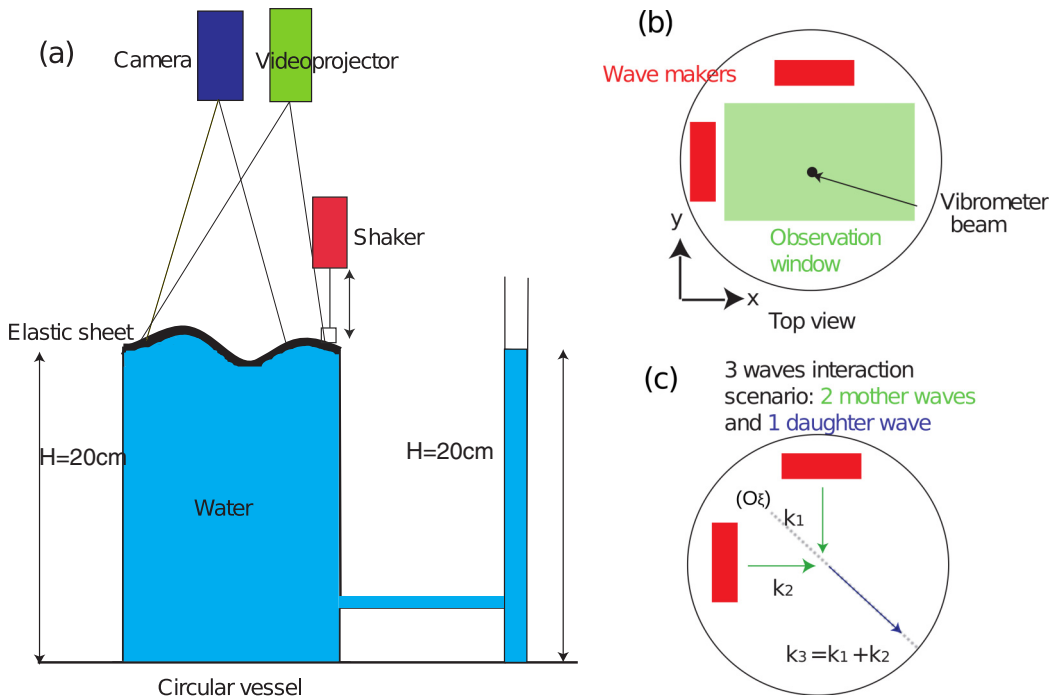 (a)
Camera
Videoprojector
Shaker
Elastic sheet
H=20cm
H=20cm
Water
Circular vessel
(b)
Wave makers
Vibrometer
beam
Observation
window
y
x
Top view
(c)
3 waves interaction
scenario: 2 mother waves
and 1 daughter wave
(Oξ)
k1
k2
k3=k1+k2